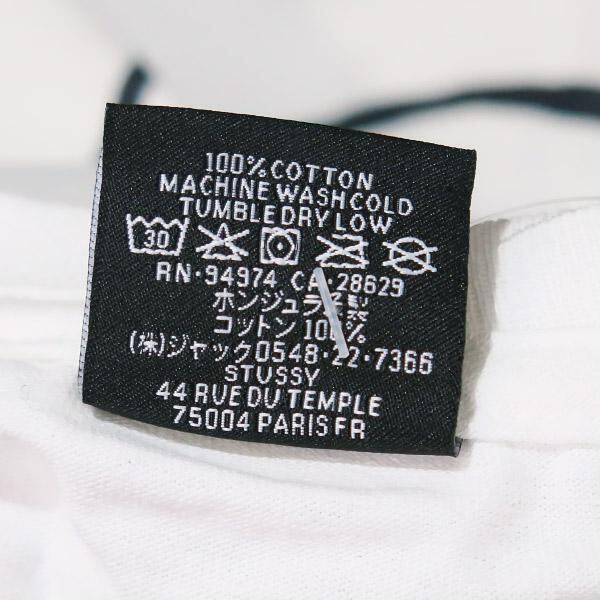 100% COTTON
MACHINE WASH COLD
TUMBLE DRY LOW
30
RN·94974 CA 28629
ホンジュラス製
コットン 100%
(株)ジャック0548·22·7366
STUSSY
44 RUE DU TEMPLE
75004 PARIS FR